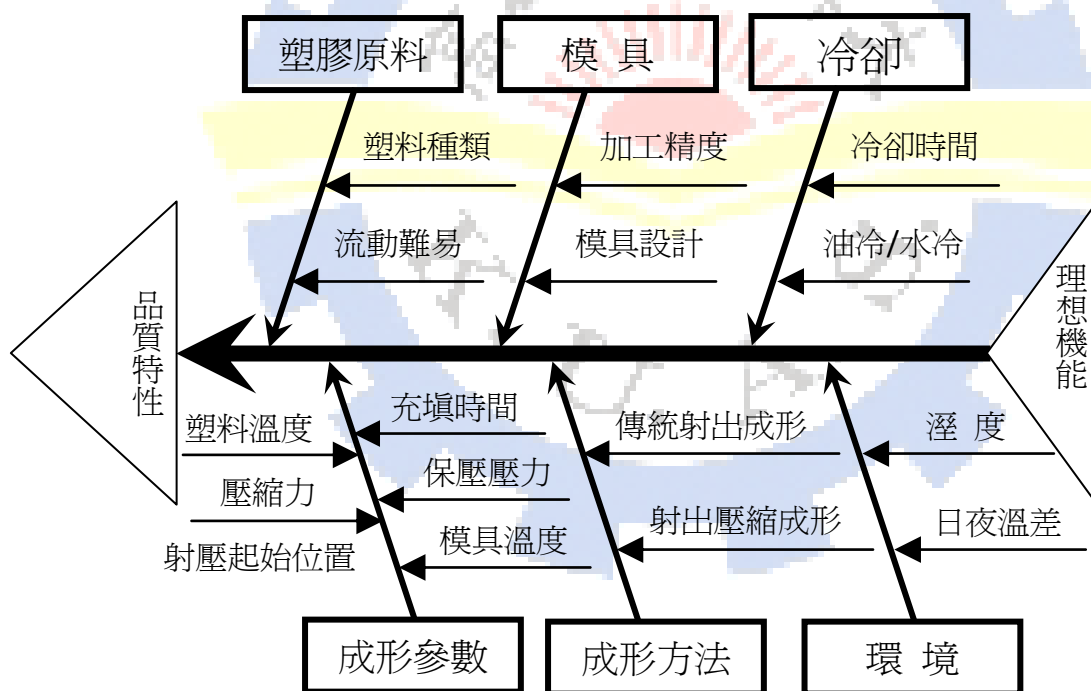 塑膠原料
模 具
冷卻
塑料種類
加工精度
冷卻時間
流動難易
模具設計
油冷/水冷
品質特性
理想機能
充填時間
塑料溫度
傳統射出成形
溼 度
保壓壓力
壓縮力
射出壓縮成形
日夜溫差
模具溫度
射壓起始位置
成形參數
成形方法
環 境